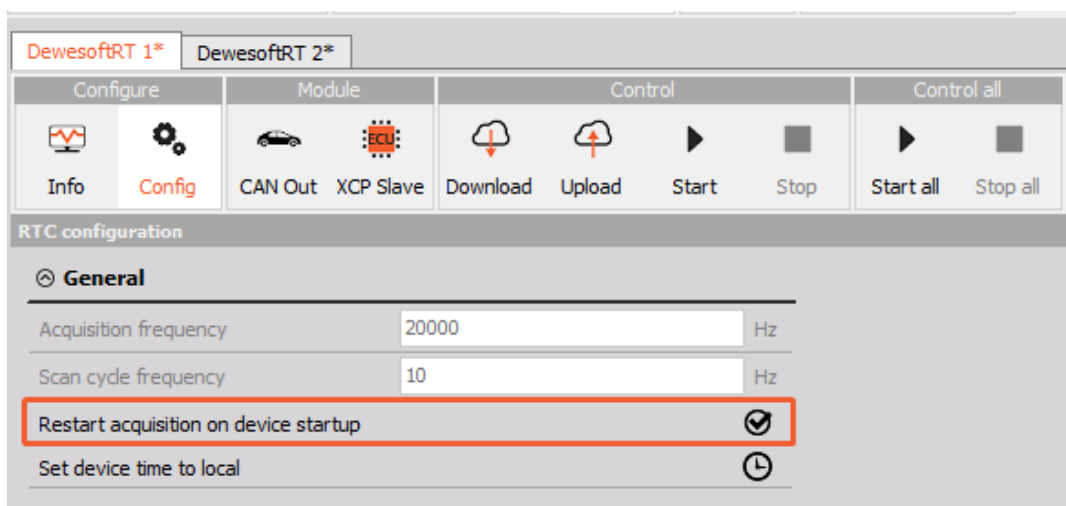 DewesoftRT 1* DewesoftRT 2*
Configure Module Control Control all
ECU
Info Config CAN Out XCP Slave Download Upload Start Stop Start all Stop all
RTC configuration
General
Acquisition frequency 20000 Hz
Scan cycle frequency 10 Hz
Restart acquisition on device startup
Set device time to local